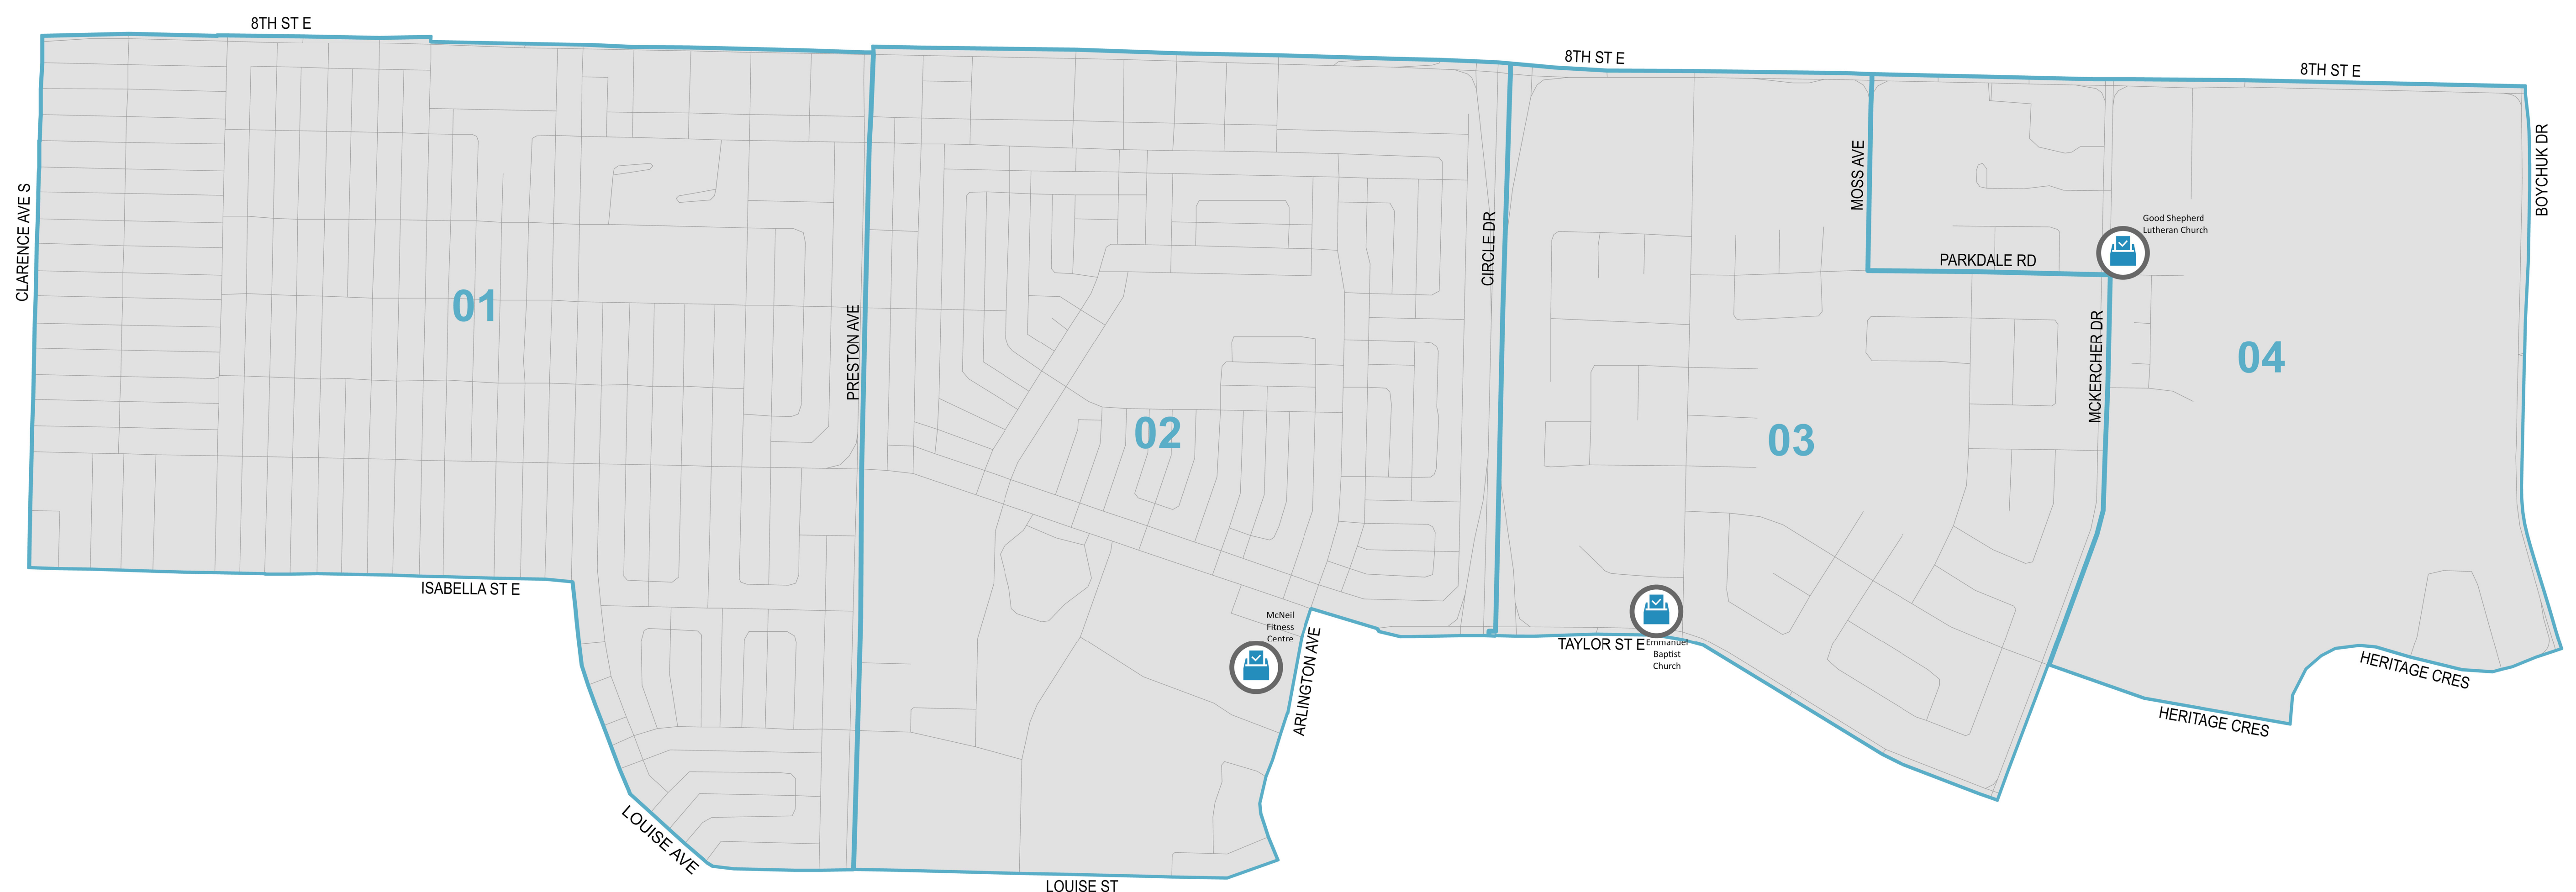 8TH ST E
8TH ST E
8TH ST E
CLARENCE AVE S
PRESTON AVE
CIRCLE DR
MOSS AVE
BOYCHUK DR
Good Shepherd
Lutheran Church
PARKDALE RD
MCKERCHER DR
01
02
03
04
ISABELLA ST E
McNeil
Fitness
Centre
ARLINGTON AVE
TAYLOR ST E
Emmanuel
Baptist
Church
HERITAGE CRES
HERITAGE CRES
LOUISE AVE
LOUISE ST